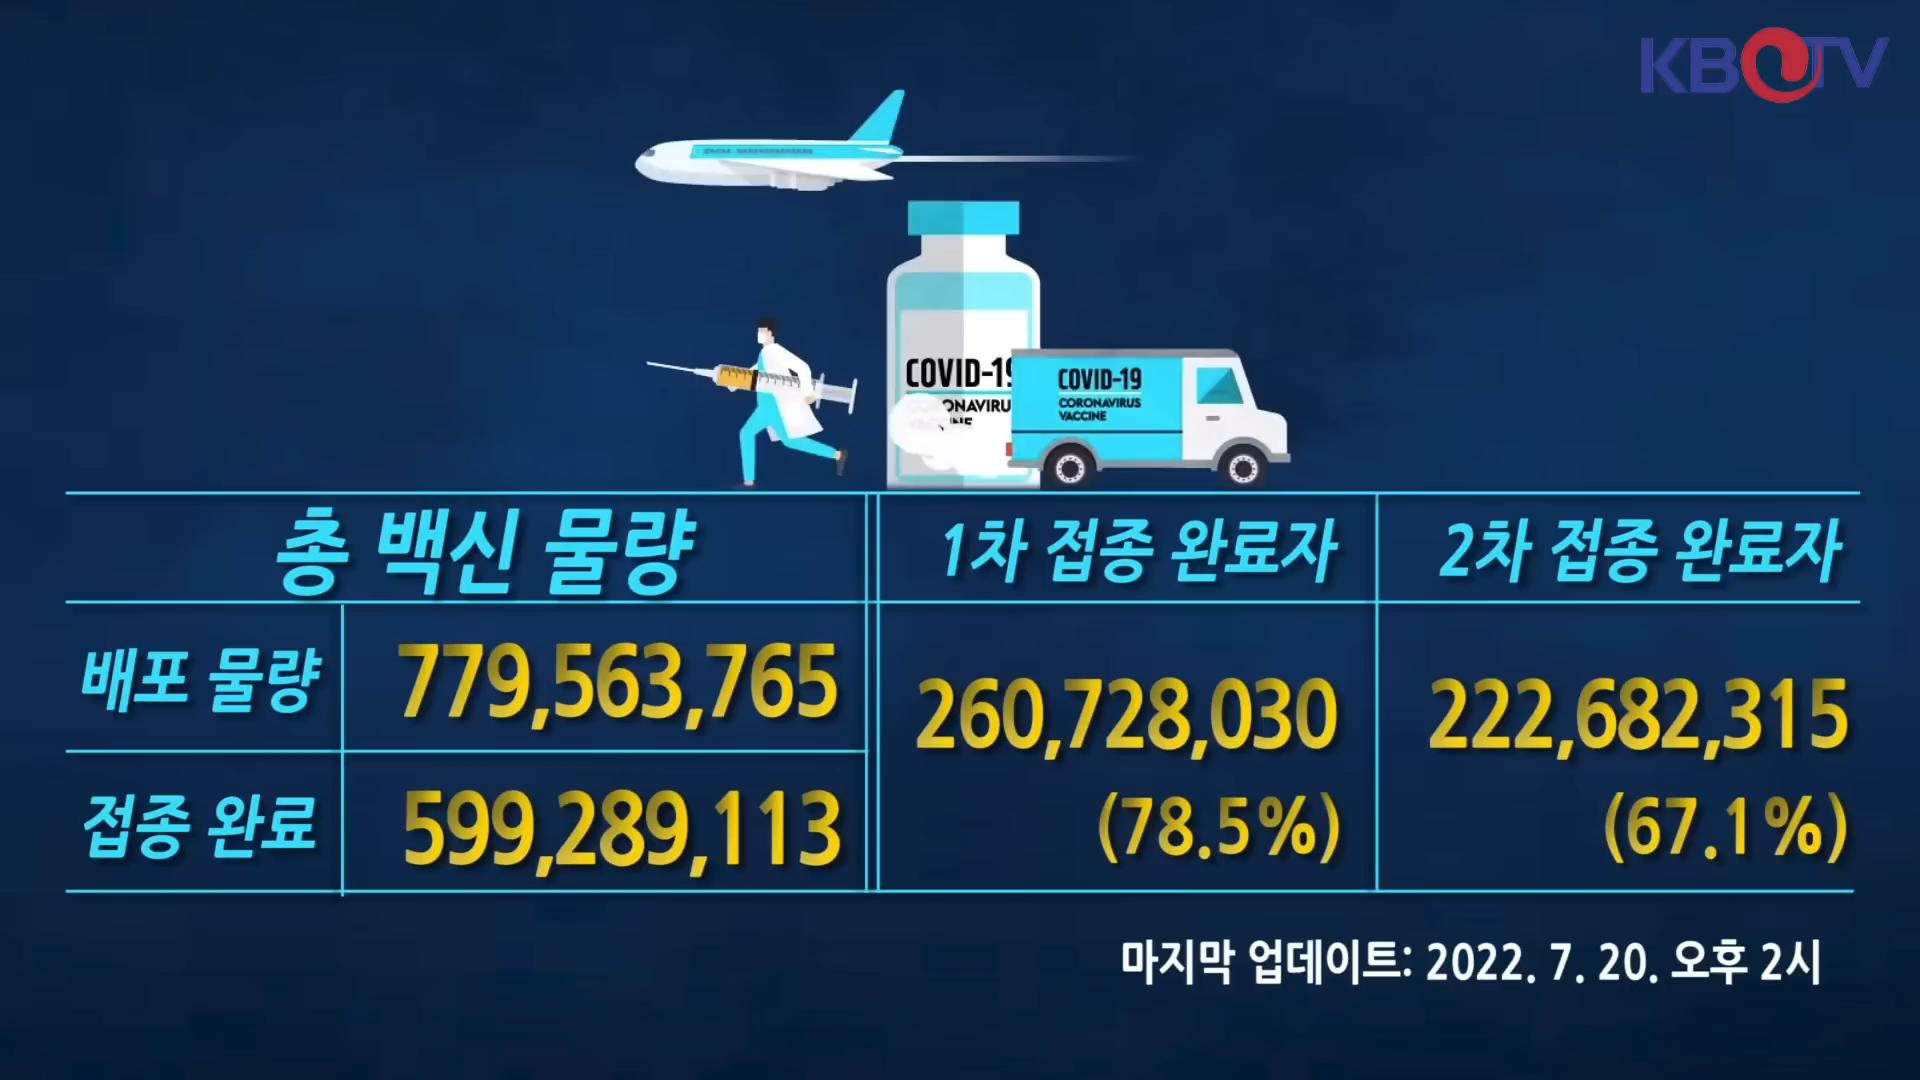 KBTV
COVID-19
CORONAVIRUS
VACCINE
총 백신 물량
1차 접종 완료자
2차 접종 완료자
배포 물량
779,563,765
260,728,030
222,682,315
접종 완료
599,289,113
(78.5%)
(67.1%)
마지막 업데이트: 2022. 7. 20. 오후 2시